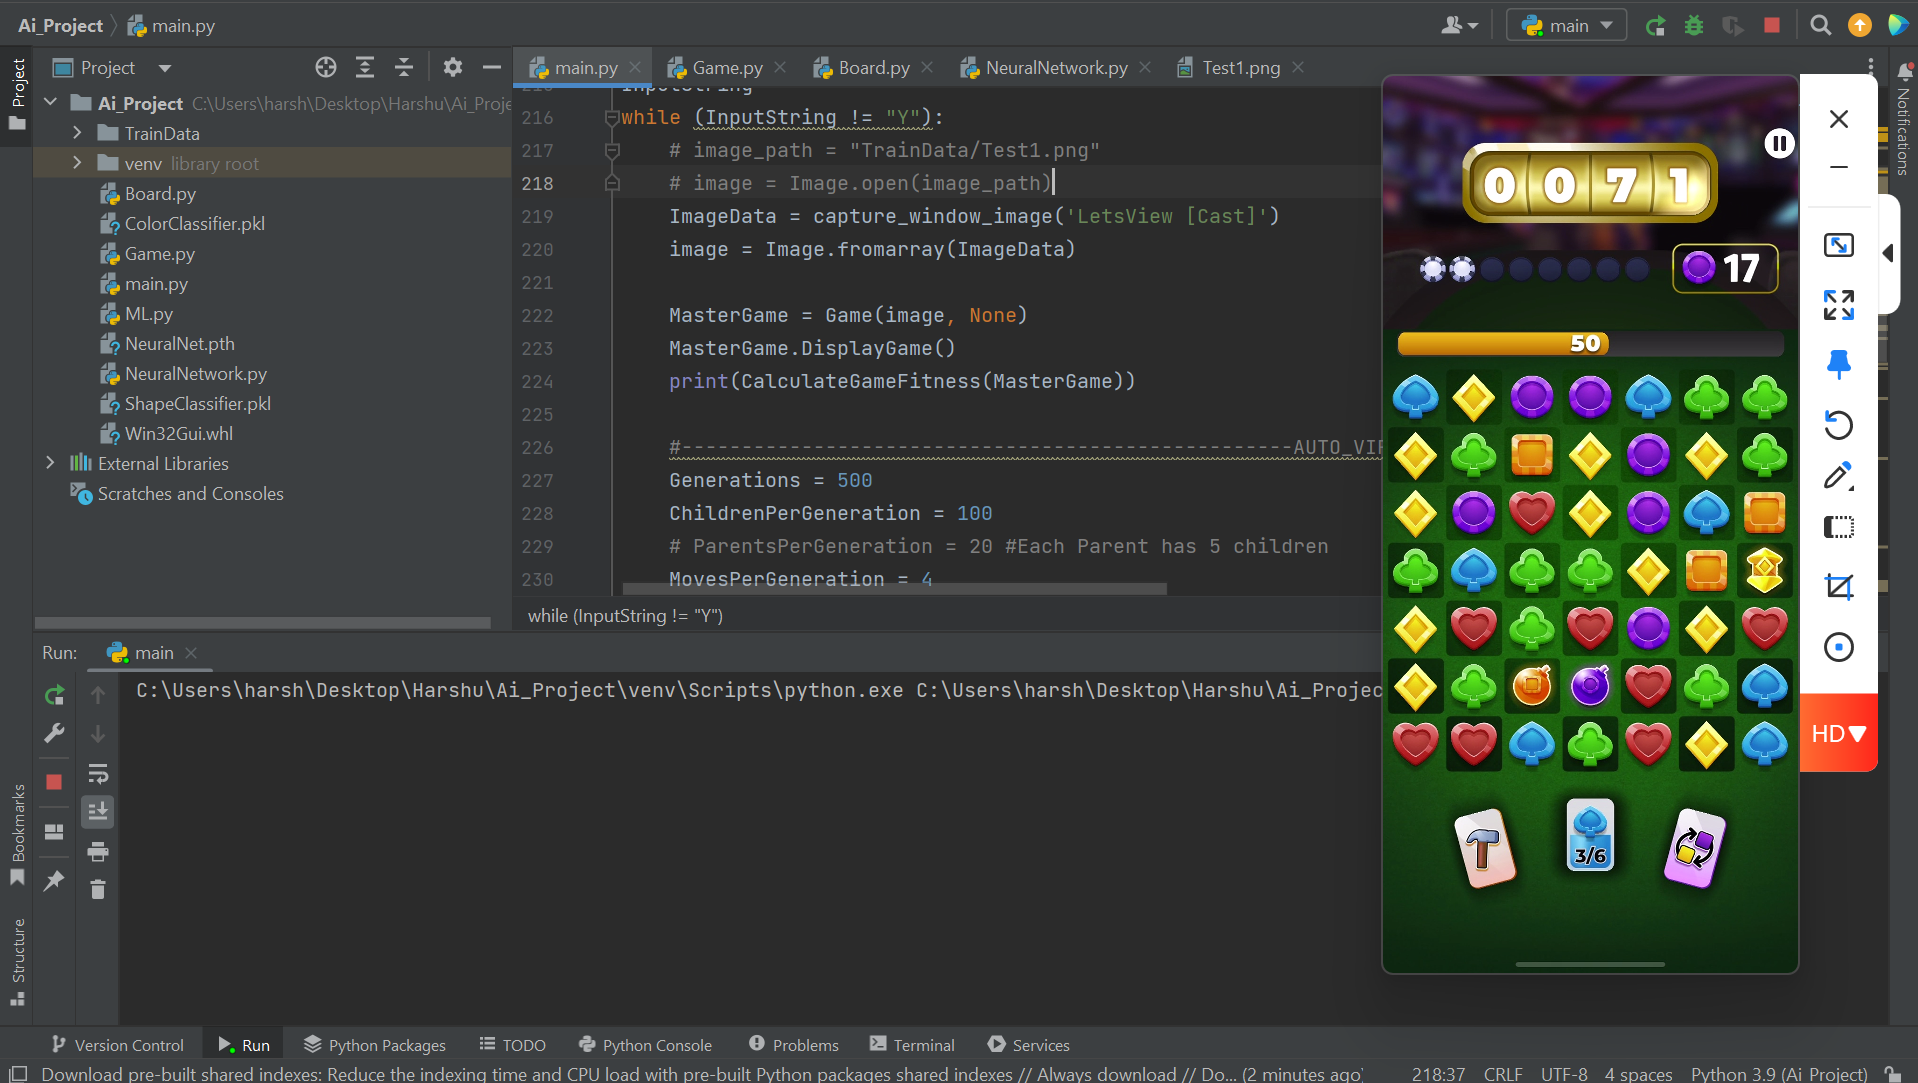 Ai_Project
main.py
main
Project
main.py
Game.py
Board.py
NeuralNetwork.py
Test1.png
Project
Ai_Project C:\Users\harsh\Desktop\Harshu\Ai_Proje
TrainData
venv library root
Board.py
ColorClassifier.pkl
Game.py
main.py
ML.py
NeuralNet.pth
NeuralNetwork.py
ShapeClassifier.pkl
Win32Gui.whl
External Libraries
Scratches and Consoles
216 while (InputString != "Y"):
217 # image_path = "TrainData/Test1.png"
218 # image = Image.open(image_path)
219 ImageData = capture_window_image('LetsView [Cast]')
220 image = Image.fromarray(ImageData)
221
222 MasterGame = Game(image, None)
223 MasterGame.DisplayGame()
224 print(CalculateGameFitness(MasterGame))
225
226 #---------------------------------------------------AUTO_VIE
227 Generations = 500
228 ChildrenPerGeneration = 100
229 # ParentsPerGeneration = 20 #Each Parent has 5 children
230 MovesPerGeneration = 4
while (InputString != "Y")
Notifications
0071
17
50
3/6
HD
Run:
main
C:\Users\harsh\Desktop\Harshu\Ai_Project\venv\Scripts\python.exe C:\Users\harsh\Desktop\Harshu\Ai_Projec
Bookmarks
Structure
Version Control
Run
Python Packages
TODO
Python Console
Problems
Terminal
Services
Download pre-built shared indexes: Reduce the indexing time and CPU load with pre-built Python packages shared indexes // Always download // Do... (2 minutes ago)
218:37 CRLF UTF-8 4 spaces Python 3.9 (Ai_Project)